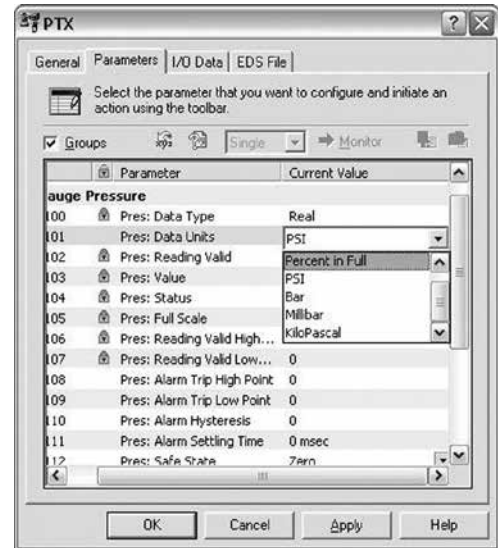 PTX
General Parameters I/O Data EDS File
Select the parameter that you want to configure and initiate an
action using the toolbar.
Groups Single Monitor
Parameter Current Value
auge Pressure
100 Pres: Data Type Real
101 Pres: Data Units PSI
102 Pres: Reading Valid Percent in Full
103 Pres: Value PSI
104 Pres: Status Bar
105 Pres: Full Scale Millibar
106 Pres: Reading Valid High... KiloPascal
107 Pres: Reading Valid Low... 0
108 Pres: Alarm Trip High Point 0
109 Pres: Alarm Trip Low Point 0
110 Pres: Alarm Hysteresis 0
111 Pres: Alarm Settling Time 0 msec
112 Pres: Safe State Zero
OK Cancel Apply Help